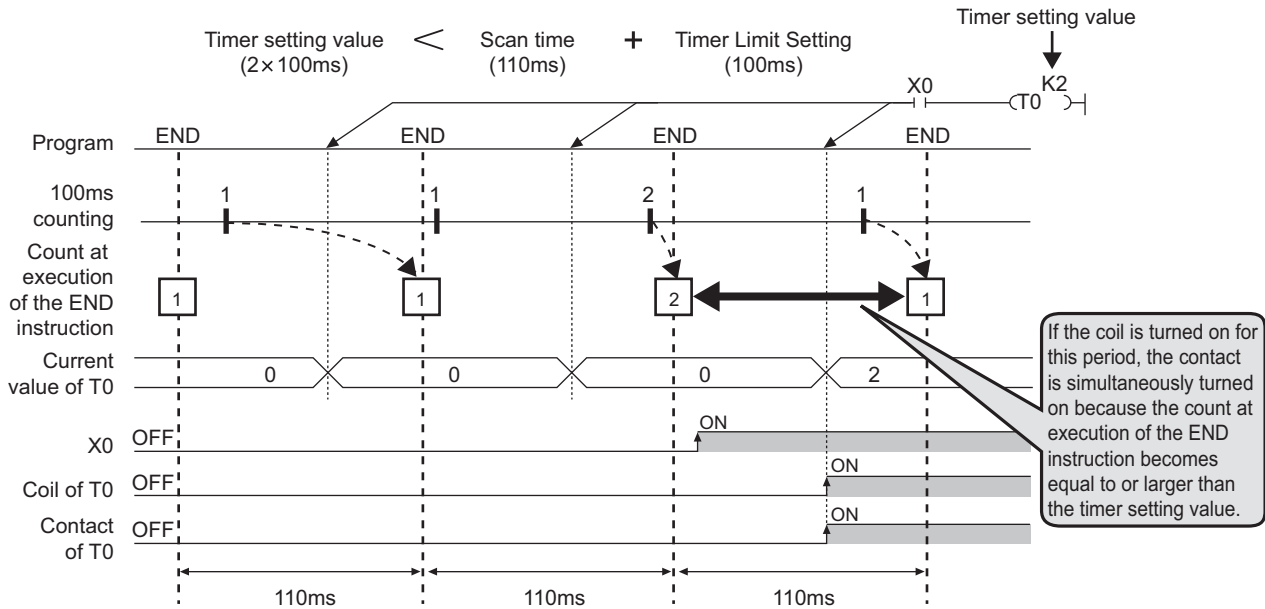 Timer setting value
Timer setting value < Scan time + Timer Limit Setting
(2×100ms) (110ms) (100ms)
X0 K2
T0
Program END END END END
100ms
counting
1 1 2 1
Count at
execution
of the END
instruction
1 1 2 1
Current
value of T0
0 0 0 2
If the coil is turned on for
this period, the contact
is simultaneously turned
on because the count at
execution of the END
instruction becomes
equal to or larger than
the timer setting value.
X0 OFF ON
Coil of T0 OFF ON
Contact
of T0
OFF ON
110ms 110ms 110ms